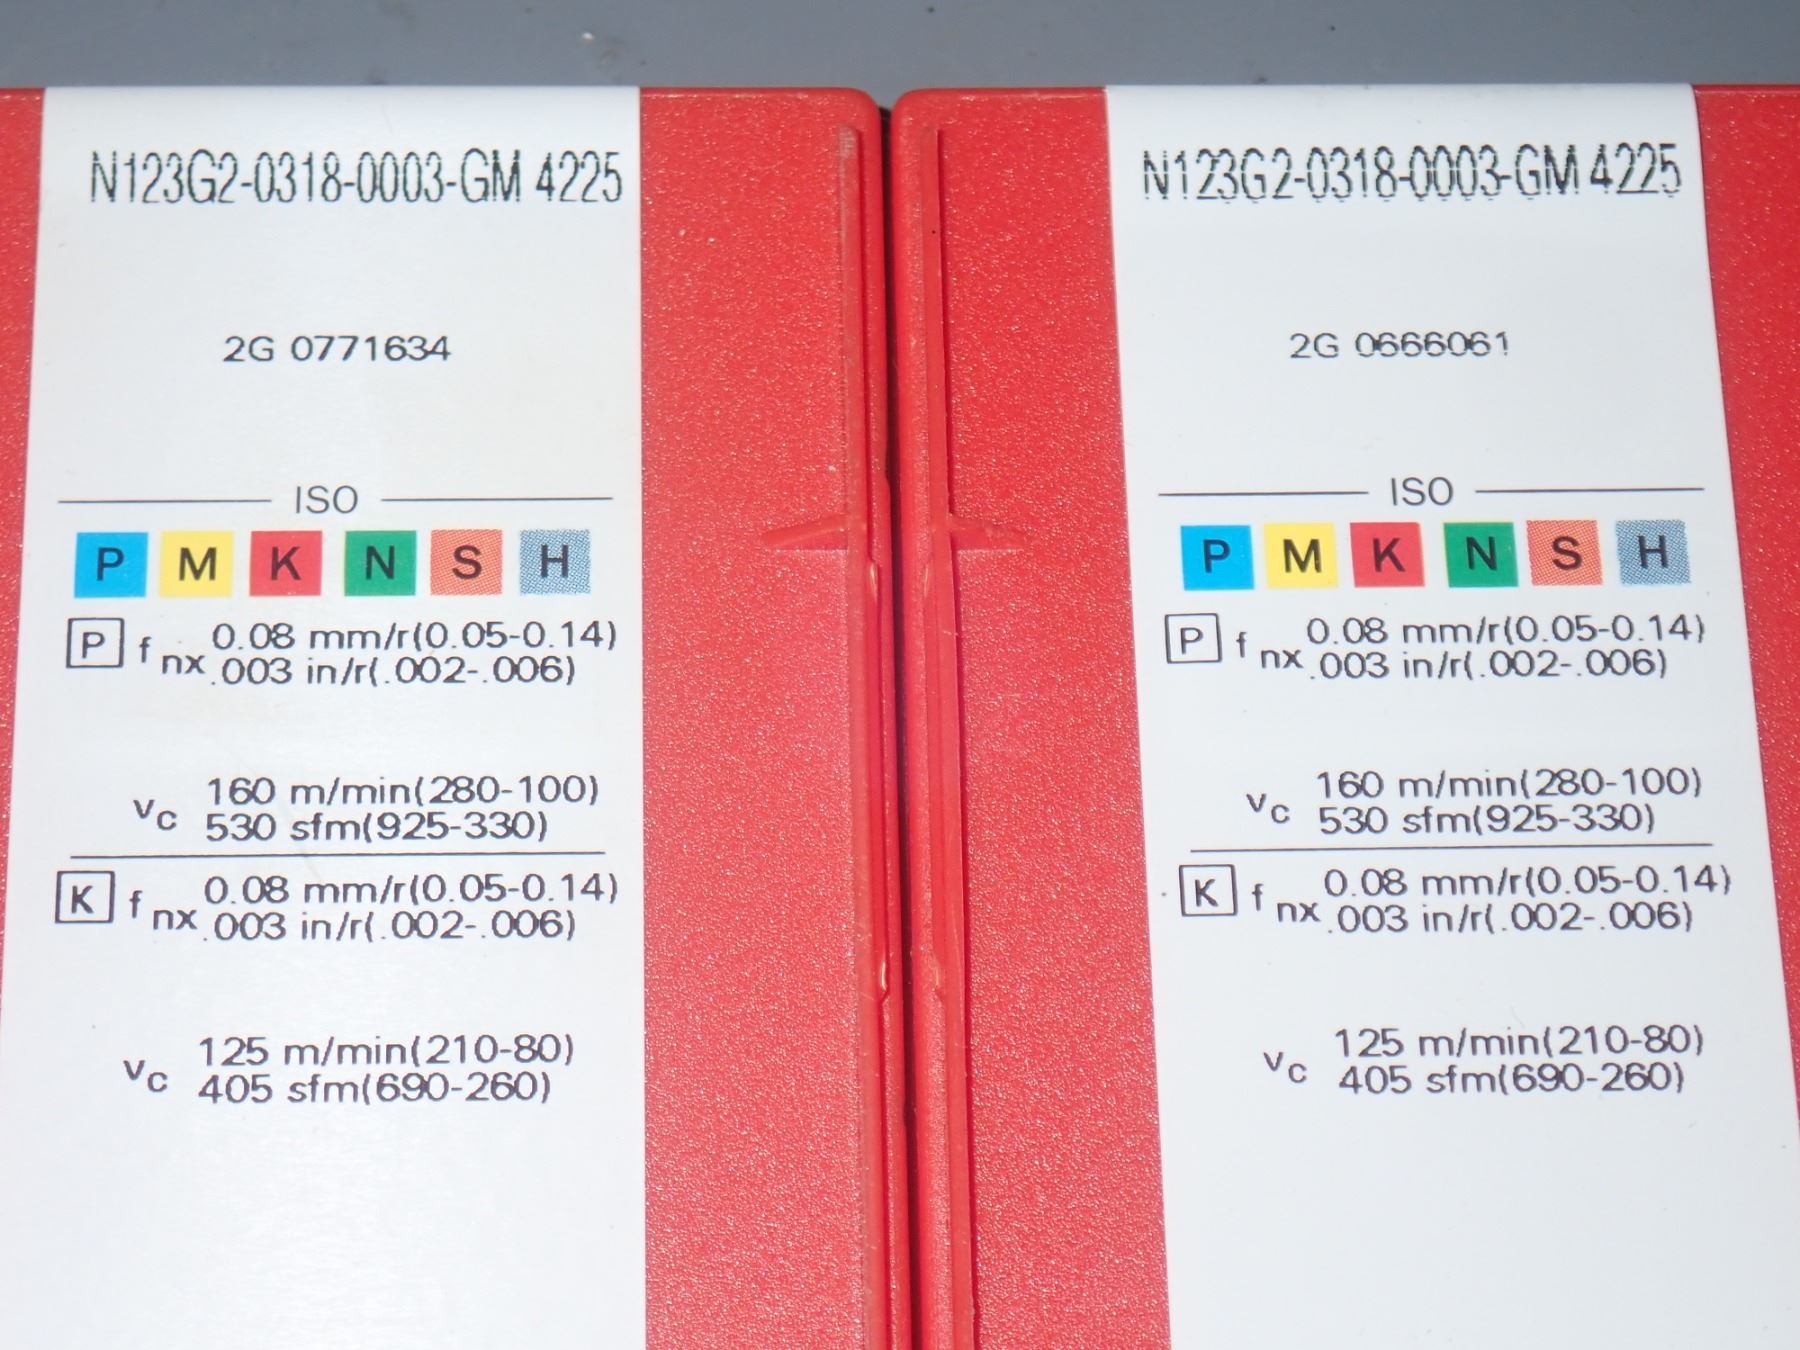 N123G2-0318-0003-GM 4225
2G 0771634
ISO
P M K N S H
P f nx 0.08 mm/r(0.05-0.14)
.003 in/r(.002-.006)
vc 160 m/min(280-100)
530 sfm(925-330)
K f nx 0.08 mm/r(0.05-0.14)
.003 in/r(.002-.006)
vc 125 m/min(210-80)
405 sfm(690-260)
N123G2-0318-0003-GM 4225
2G 0666061
ISO
P M K N S H
P f nx 0.08 mm/r(0.05-0.14)
.003 in/r(.002-.006)
vc 160 m/min(280-100)
530 sfm(925-330)
K f nx 0.08 mm/r(0.05-0.14)
.003 in/r(.002-.006)
vc 125 m/min(210-80)
405 sfm(690-260)